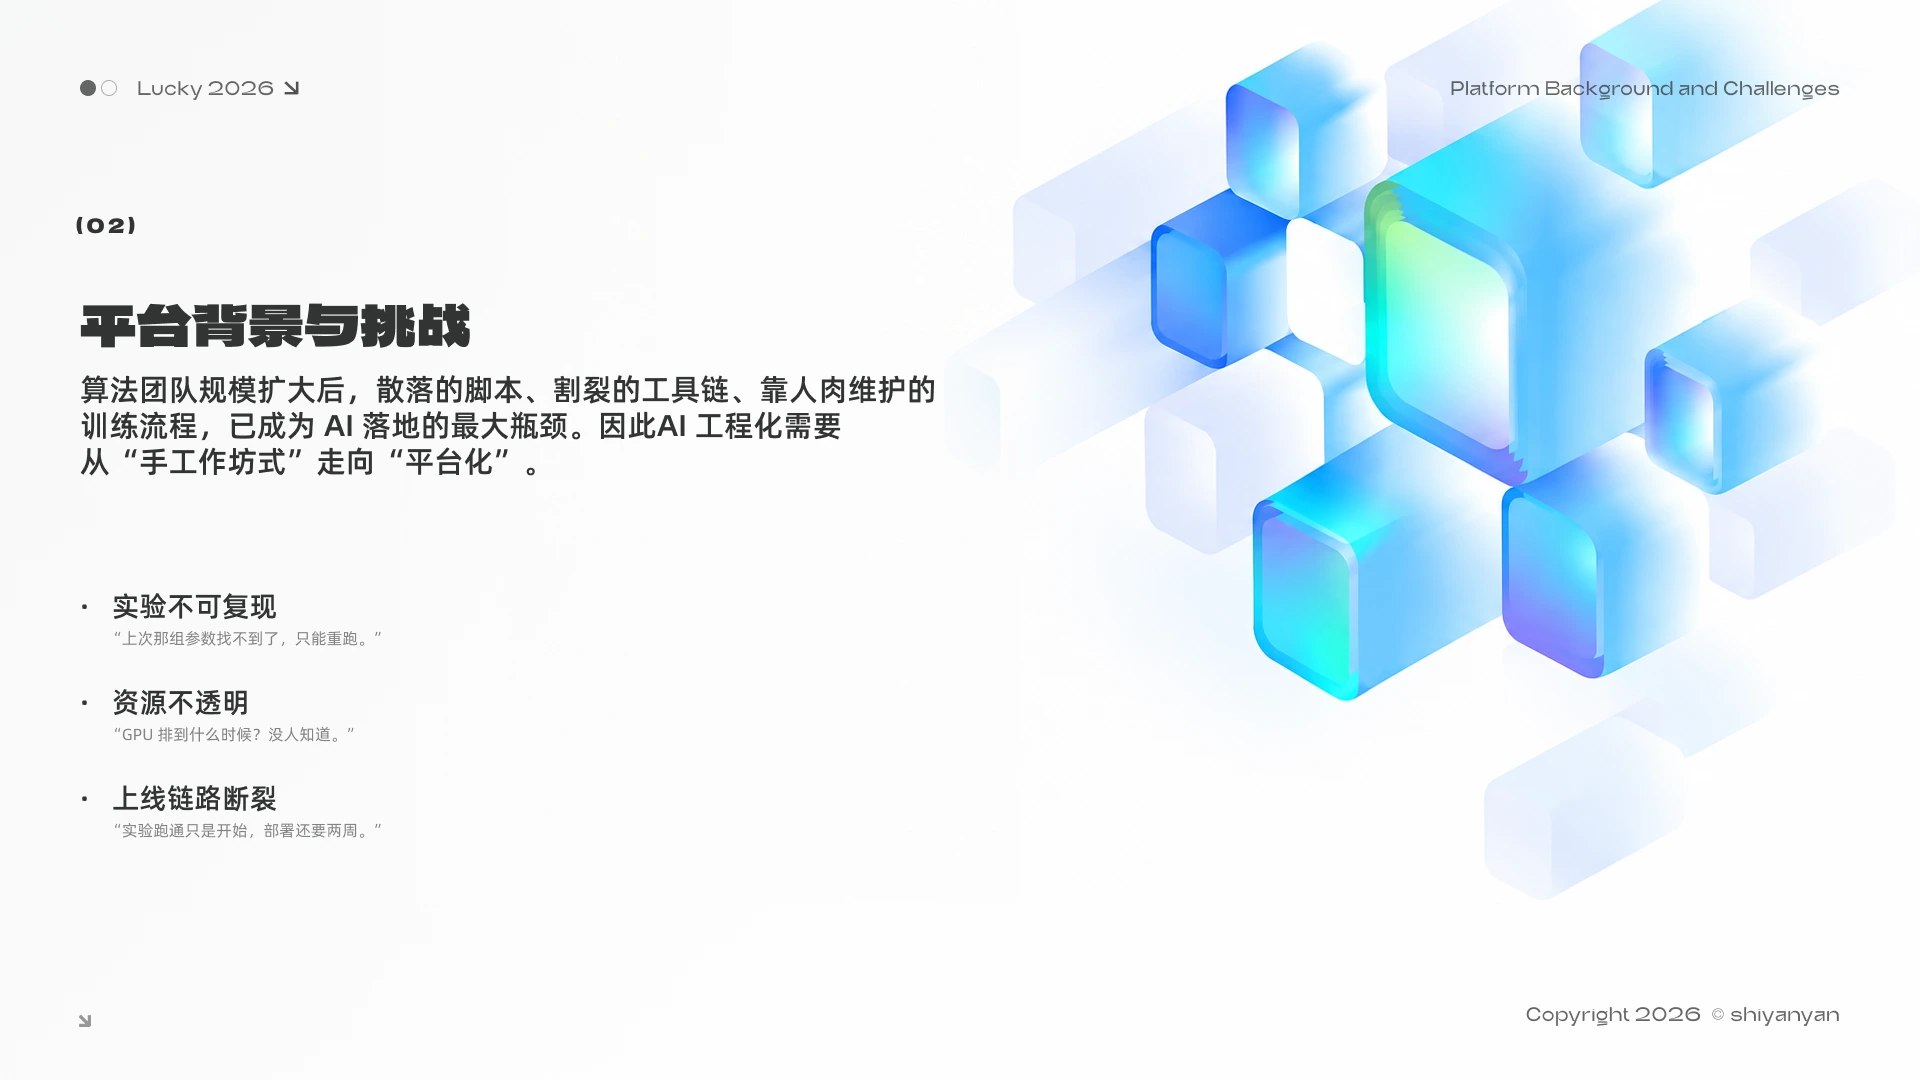 Lucky 2026
Platform Background and Challenges
(02)
平台背景与挑战
算法团队规模扩大后，散落的脚本、割裂的工具链、靠人肉维护的
训练流程，已成为 AI 落地的最大瓶颈。因此AI 工程化需要
从“手工作坊式”走向“平台化”。
· 实验不可复现
“上次那组参数找不到了，只能重跑。”
· 资源不透明
“GPU 排到什么时候？没人知道。”
· 上线链路断裂
“实验跑通只是开始，部署还要两周。”
Copyright 2026 © shiyanyan